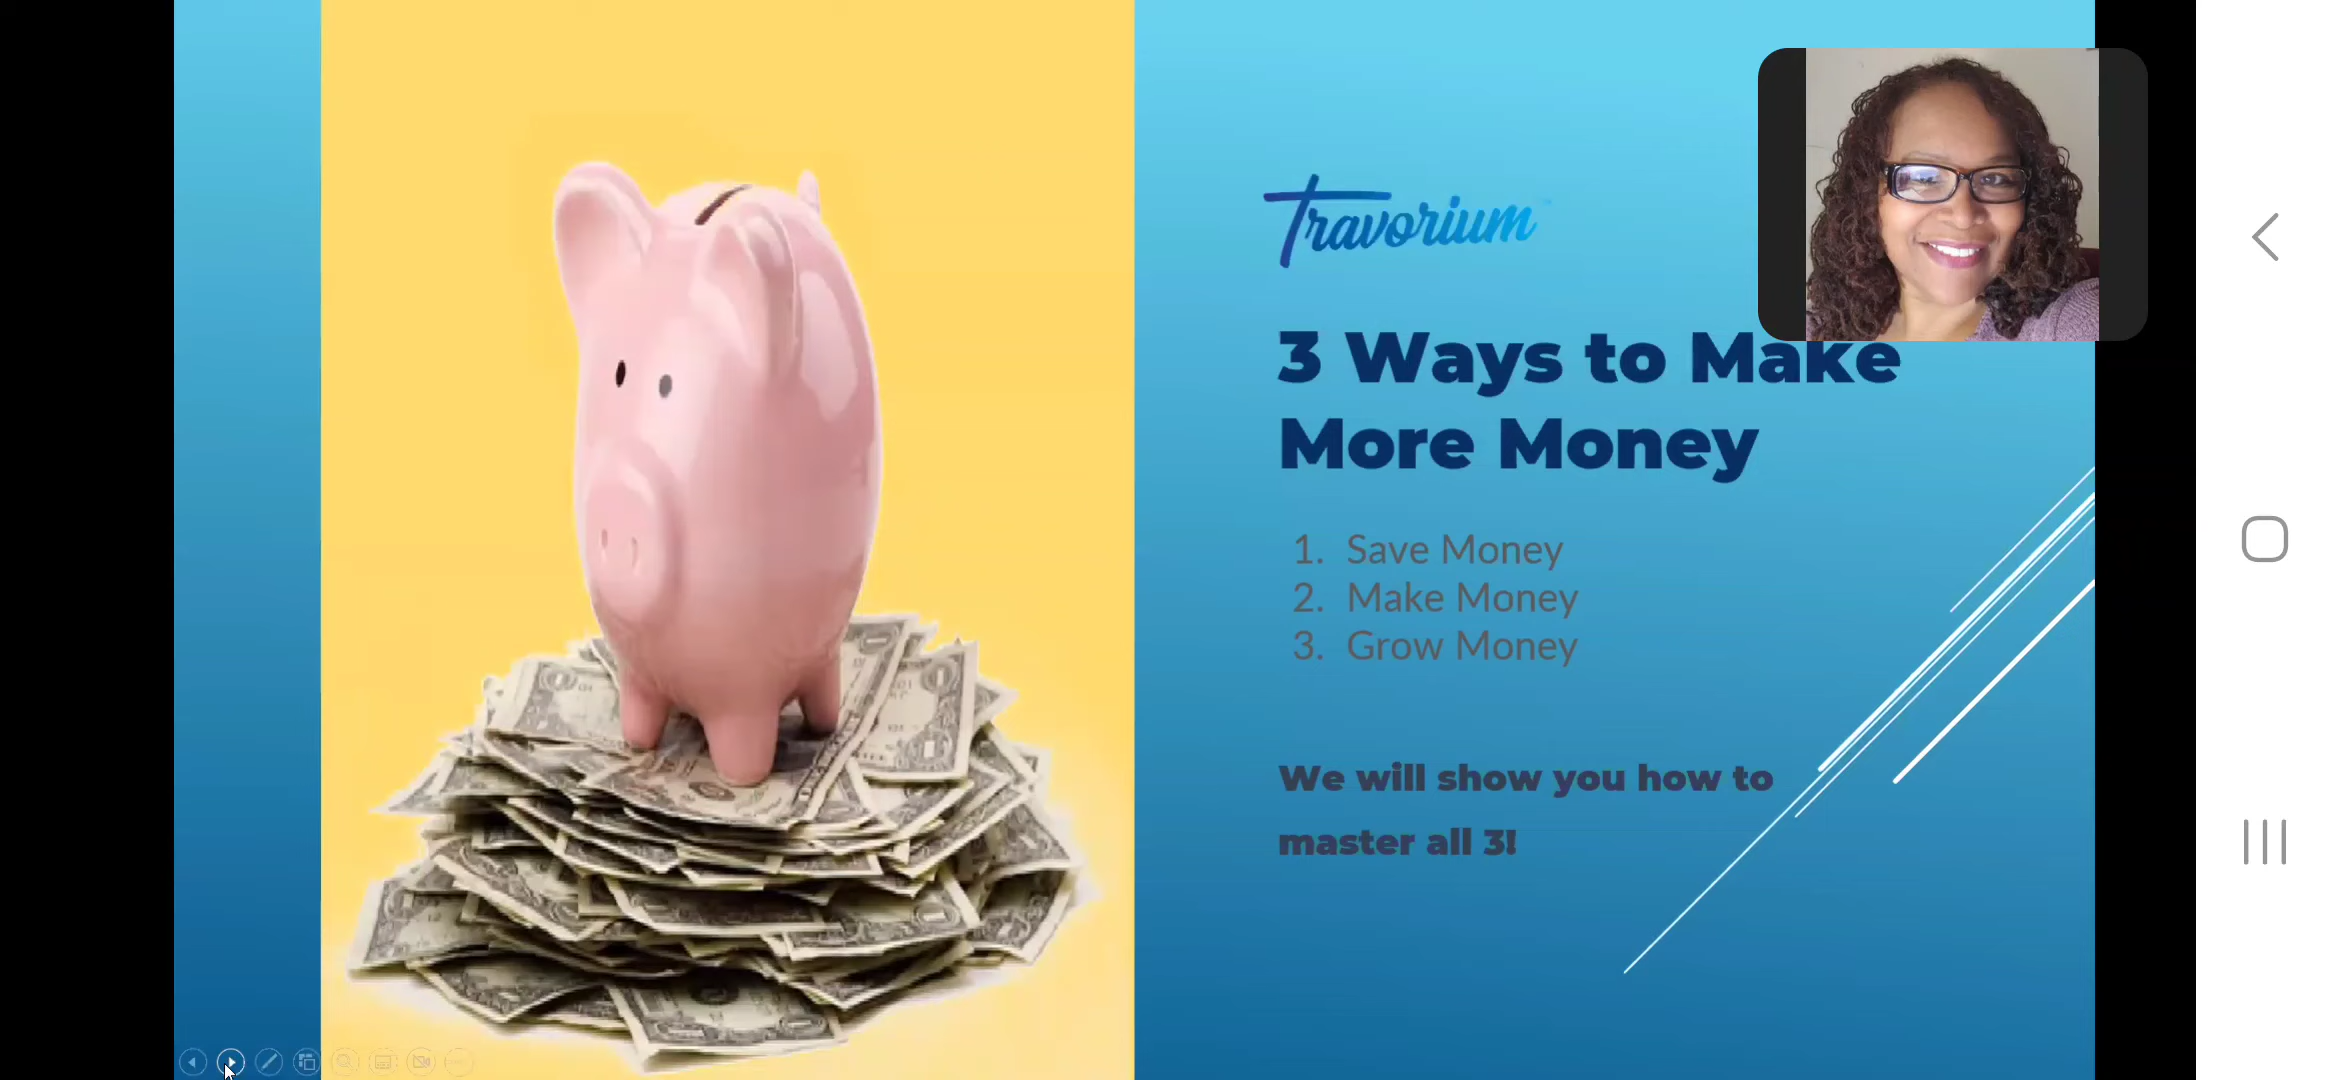 Travorium
3 Ways to Make
More Money
1. Save Money
2. Make Money
3. Grow Money
We will show you how to
master all 3!